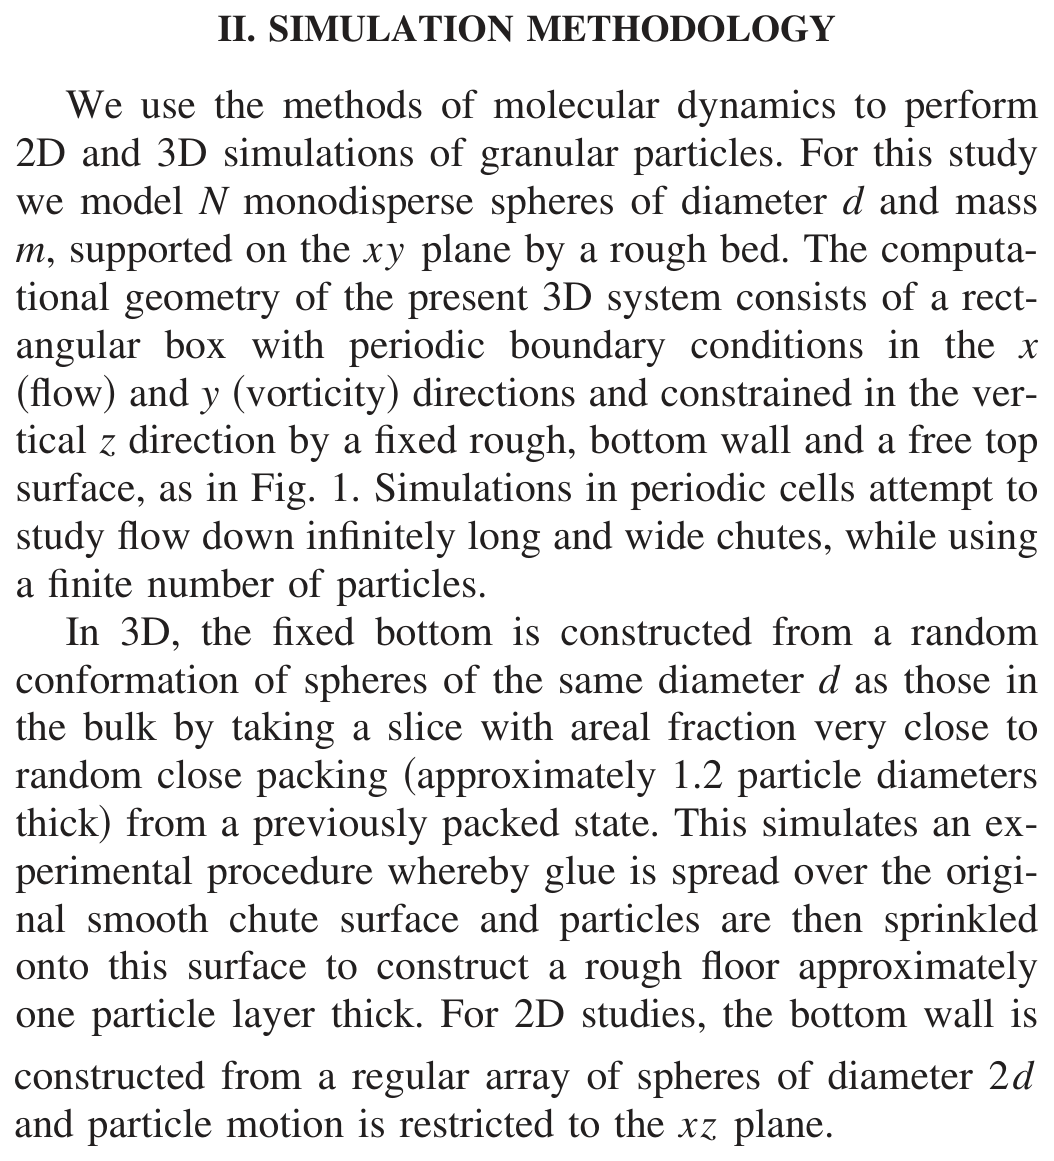 II. SIMULATION METHODOLOGY
We use the methods of molecular dynamics to perform
2D and 3D simulations of granular particles. For this study
we model N monodisperse spheres of diameter d and mass
m, supported on the xy plane by a rough bed. The computa-
tional geometry of the present 3D system consists of a rect-
angular box with periodic boundary conditions in the x
(flow) and y (vorticity) directions and constrained in the ver-
tical z direction by a fixed rough, bottom wall and a free top
surface, as in Fig. 1. Simulations in periodic cells attempt to
study flow down infinitely long and wide chutes, while using
a finite number of particles.
In 3D, the fixed bottom is constructed from a random
conformation of spheres of the same diameter d as those in
the bulk by taking a slice with areal fraction very close to
random close packing (approximately 1.2 particle diameters
thick) from a previously packed state. This simulates an ex-
perimental procedure whereby glue is spread over the origi-
nal smooth chute surface and particles are then sprinkled
onto this surface to construct a rough floor approximately
one particle layer thick. For 2D studies, the bottom wall is
constructed from a regular array of spheres of diameter 2d
and particle motion is restricted to the xz plane.